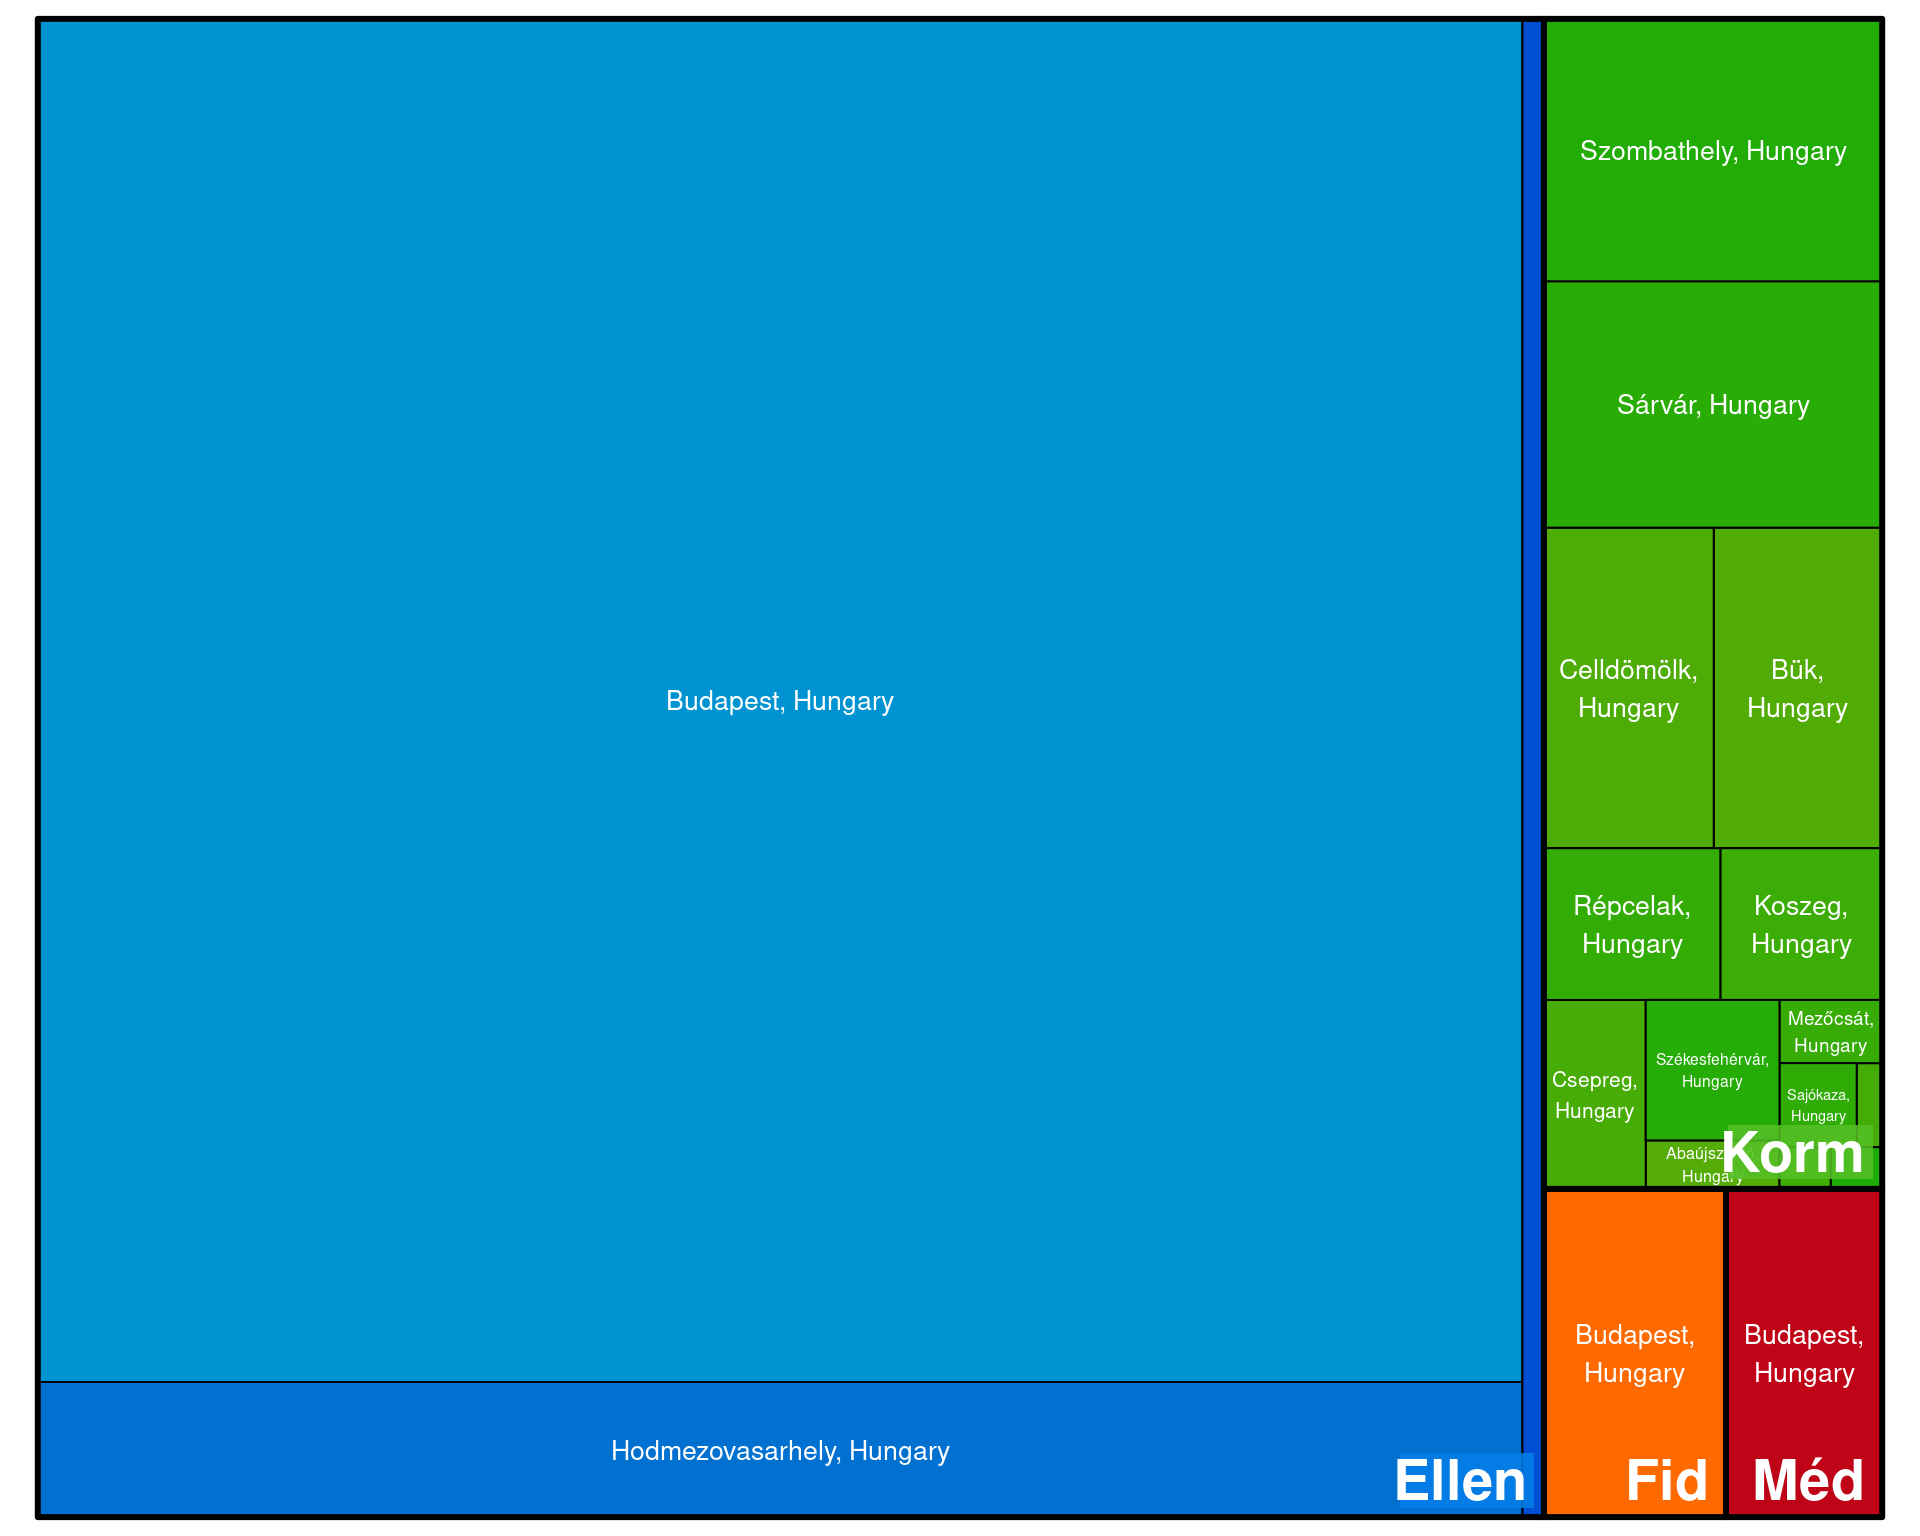 Szombathely, Hungary
Sárvár, Hungary
Budapest, Hungary
Celldömölk,
Hungary
Bük,
Hungary
Répcelak,
Hungary
Koszeg,
Hungary
Csepreg,
Hungary
Székesfehérvár,
Hungary
Mezőcsát,
Hungary
Sajókaza,
Hungary
Hungary
Korm
Budapest,
Hungary
Budapest,
Hungary
Hodmezovasarhely, Hungary
Ellen
Fid
Méd